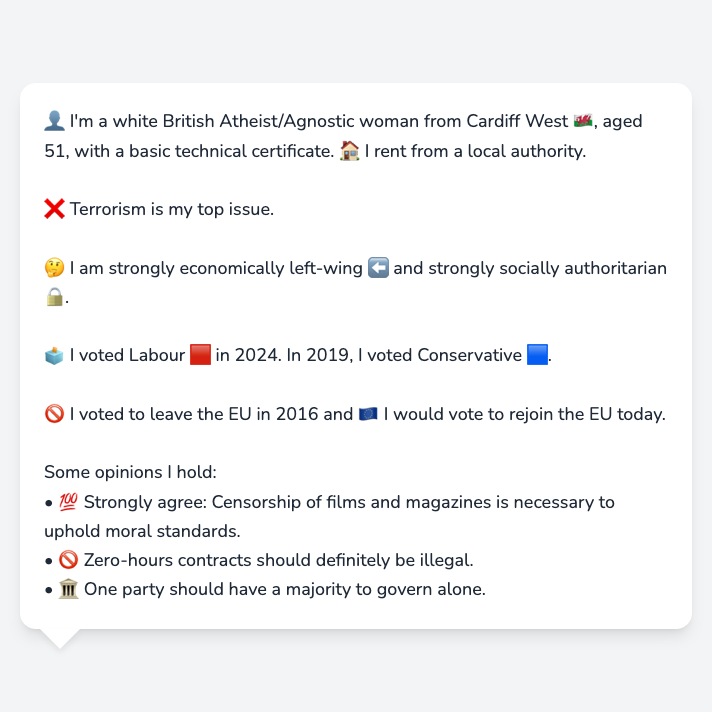 👤 I'm a white British Atheist/Agnostic woman from Cardiff West 🏴󠁧󠁢󠁷󠁬󠁳󠁿, aged
51, with a basic technical certificate. 🏠 I rent from a local authority.
❌ Terrorism is my top issue.
🤔 I am strongly economically left-wing ⬅️ and strongly socially authoritarian
🔒.
🗳️ I voted Labour 🟥 in 2024. In 2019, I voted Conservative 🟦.
🚫 I voted to leave the EU in 2016 and 🇪🇺 I would vote to rejoin the EU today.
Some opinions I hold:
• 💯 Strongly agree: Censorship of films and magazines is necessary to
uphold moral standards.
• 🚫 Zero-hours contracts should definitely be illegal.
• 🏛️ One party should have a majority to govern alone.